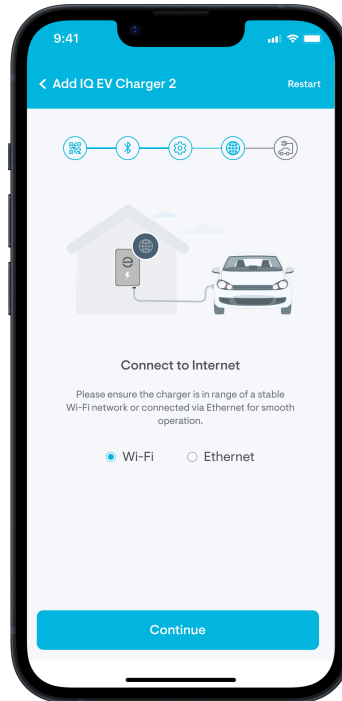 9:41
Add IQ EV Charger 2
Restart
Connect to Internet
Please ensure the charger is in range of a stable
Wi-Fi network or connected via Ethernet for smooth
operation.
Wi-Fi
Ethernet
Continue